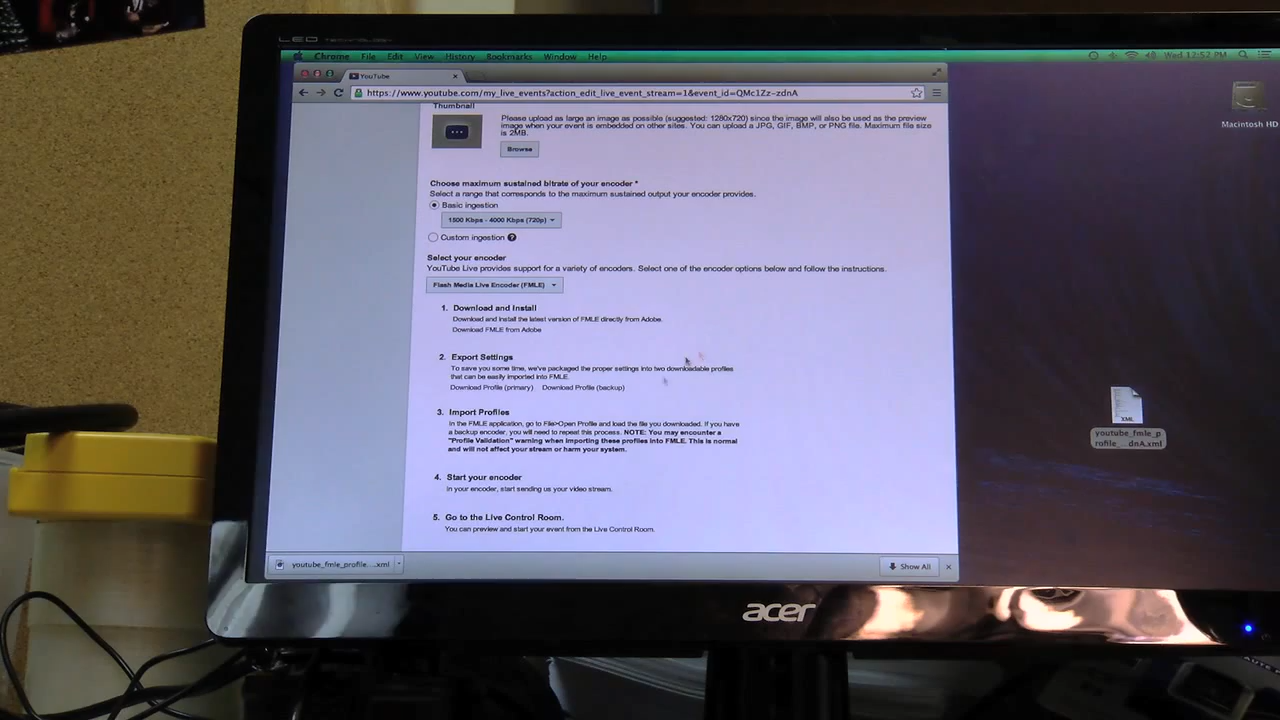 LED TECHNOLOGY
Chrome File Edit View History Bookmarks Window Help
Wed 12:52 PM
YouTube
https://www.youtube.com/my_live_events?action_edit_live_event_stream=1&event_id=QMc1Zz-zdnA
Thumbnail
Please upload as large an image as possible (suggested: 1280x720) since the image will also be used as the preview
image when your event is embedded on other sites. You can upload a JPG, GIF, BMP, or PNG file. Maximum file size
is 2MB.
Browse
Macintosh HD
Choose maximum sustained bitrate of your encoder *
Select a range that corresponds to the maximum sustained output your encoder provides.
Basic ingestion
1500 Kbps - 4000 Kbps (720p)
Custom ingestion ?
Select your encoder
YouTube Live provides support for a variety of encoders. Select one of the encoder options below and follow the instructions.
Flash Media Live Encoder (FMLE)
1. Download and Install
Download and install the latest version of FMLE directly from Adobe.
Download FMLE from Adobe
2. Export Settings
To save you some time, we've packaged the proper settings into two downloadable profiles
that can be easily imported into FMLE.
Download Profile (primary) Download Profile (backup)
3. Import Profiles
In the FMLE application, go to File>Open Profile and load the file you downloaded. If you have
a backup encoder, you will need to repeat this process. NOTE: You may encounter a
"Profile Validation" warning when importing these profiles into FMLE. This is normal
and will not affect your stream or harm your system.
4. Start your encoder
In your encoder, start sending us your video stream.
5. Go to the Live Control Room.
You can preview and start your event from the Live Control Room.
XML
youtube_fmle_p
rofile_...dnA.xml
youtube_fmle_profile....xml
Show All
acer